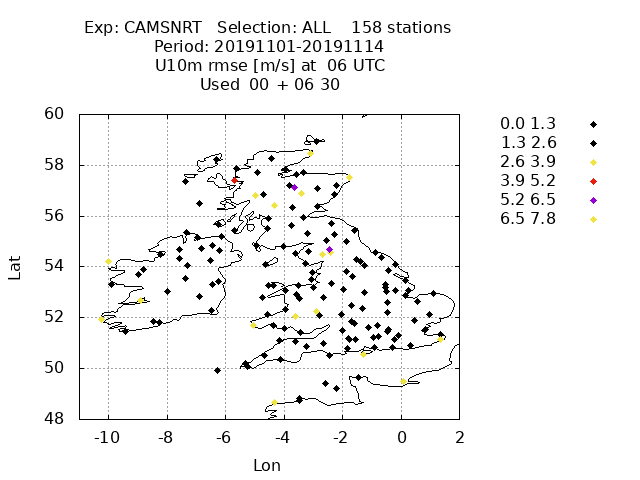 Exp: CAMSNRT   Selection: ALL    158 stations
Period: 20191101-20191114
U10m rmse [m/s] at  06 UTC
Used  00 + 06 30
0.0 1.3
1.3 2.6
2.6 3.9
3.9 5.2
5.2 6.5
6.5 7.8
60
58
56
54
52
50
48
Lat
-10 -8 -6 -4 -2 0 2
Lon